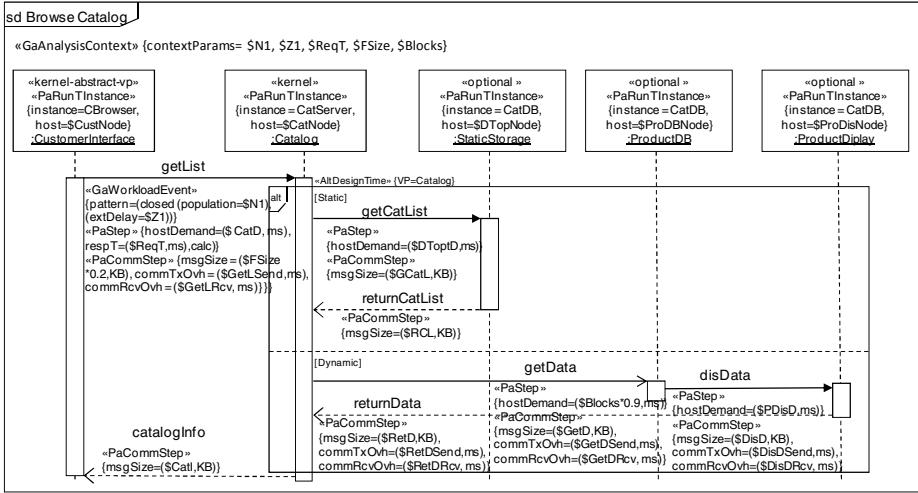 sd Browse Catalog
«GaAnalysisContext» {contextParams= $N1, $Z1, $ReqT, $FSize, $Blocks}
«kernel-abstract-vp»
«PaRunTInstance»
{instance=CBrowser,
host=$CustNode}
:CustomerInterface
«kernel»
«PaRunTInstance»
{instance= CatServer,
host=$CatNode}
:Catalog
«optional »
«PaRunTInstance»
{instance = CatDB,
host=$DTopNode}
:StaticStorage
«optional »
«PaRunTInstance»
{instance= CatDB,
host=$ProDBNode}
:ProductDB
«optional »
«PaRunTInstance»
{instance = CatDB,
host=$ProDisNode}
:ProductDiplay
getList
«GaWorkloadEvent»
{pattern=(closed (population=$N1),
(extDelay=$Z1))}
«PaStep» {hostDemand=($ CatD, ms),
respT=($ReqT,ms),calc)}
«PaCommStep» {msgSize = ($FSize
*0.2,KB), commTxOvh = ($GetLSend,ms),
commRcvOvh = ($GetLRcv, ms)}}}
«AltDesignTime» {VP=Catalog}
alt
[Static]
getCatList
«PaStep»
{hostDemand=($DToptD,ms)}
«PaCommStep»
{msgSize=($GCatL,KB)}
returnCatList
«PaCommStep»
{msgSize=($RCL,KB)}
[Dynamic]
getData
«PaStep»
{hostDemand=($Blocks*0.9,ms)}
«PaCommStep»
{msgSize=($GetD,KB),
commTxOvh=($GetDSend,ms),
commRcvOvh=($GetDRcv, ms)}
disData
«PaStep»
{hostDemand=($PDisD,ms)}
«PaCommStep»
{msgSize=($DisD,KB),
commTxOvh=($DisDSend,ms),
commRcvOvh=($DisDRcv, ms)}
returnData
«PaCommStep»
{msgSize=($RetD,KB),
commTxOvh=($RetDSend,ms),
commRcvOvh=($RetDRcv, ms)}
catalogInfo
«PaCommStep»
{msgSize=($CatI,KB)}